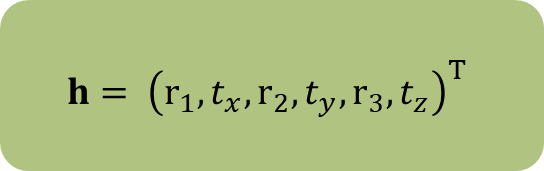 h = (r₁, tₓ, r₂, t_y, r₃, t_z)ᵀ